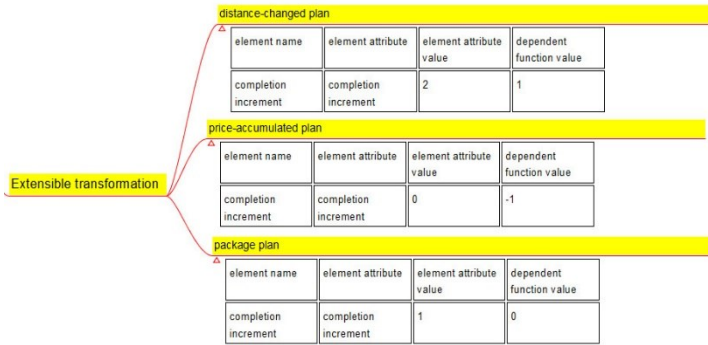 distance-changed plan
element name element attribute element attribute value dependent function value
completion increment completion increment 2 1
price-accumulated plan
element name element attribute element attribute value dependent function value
completion increment completion increment 0 -1
Extensible transformation
package plan
element name element attribute element attribute value dependent function value
completion increment completion increment 1 0